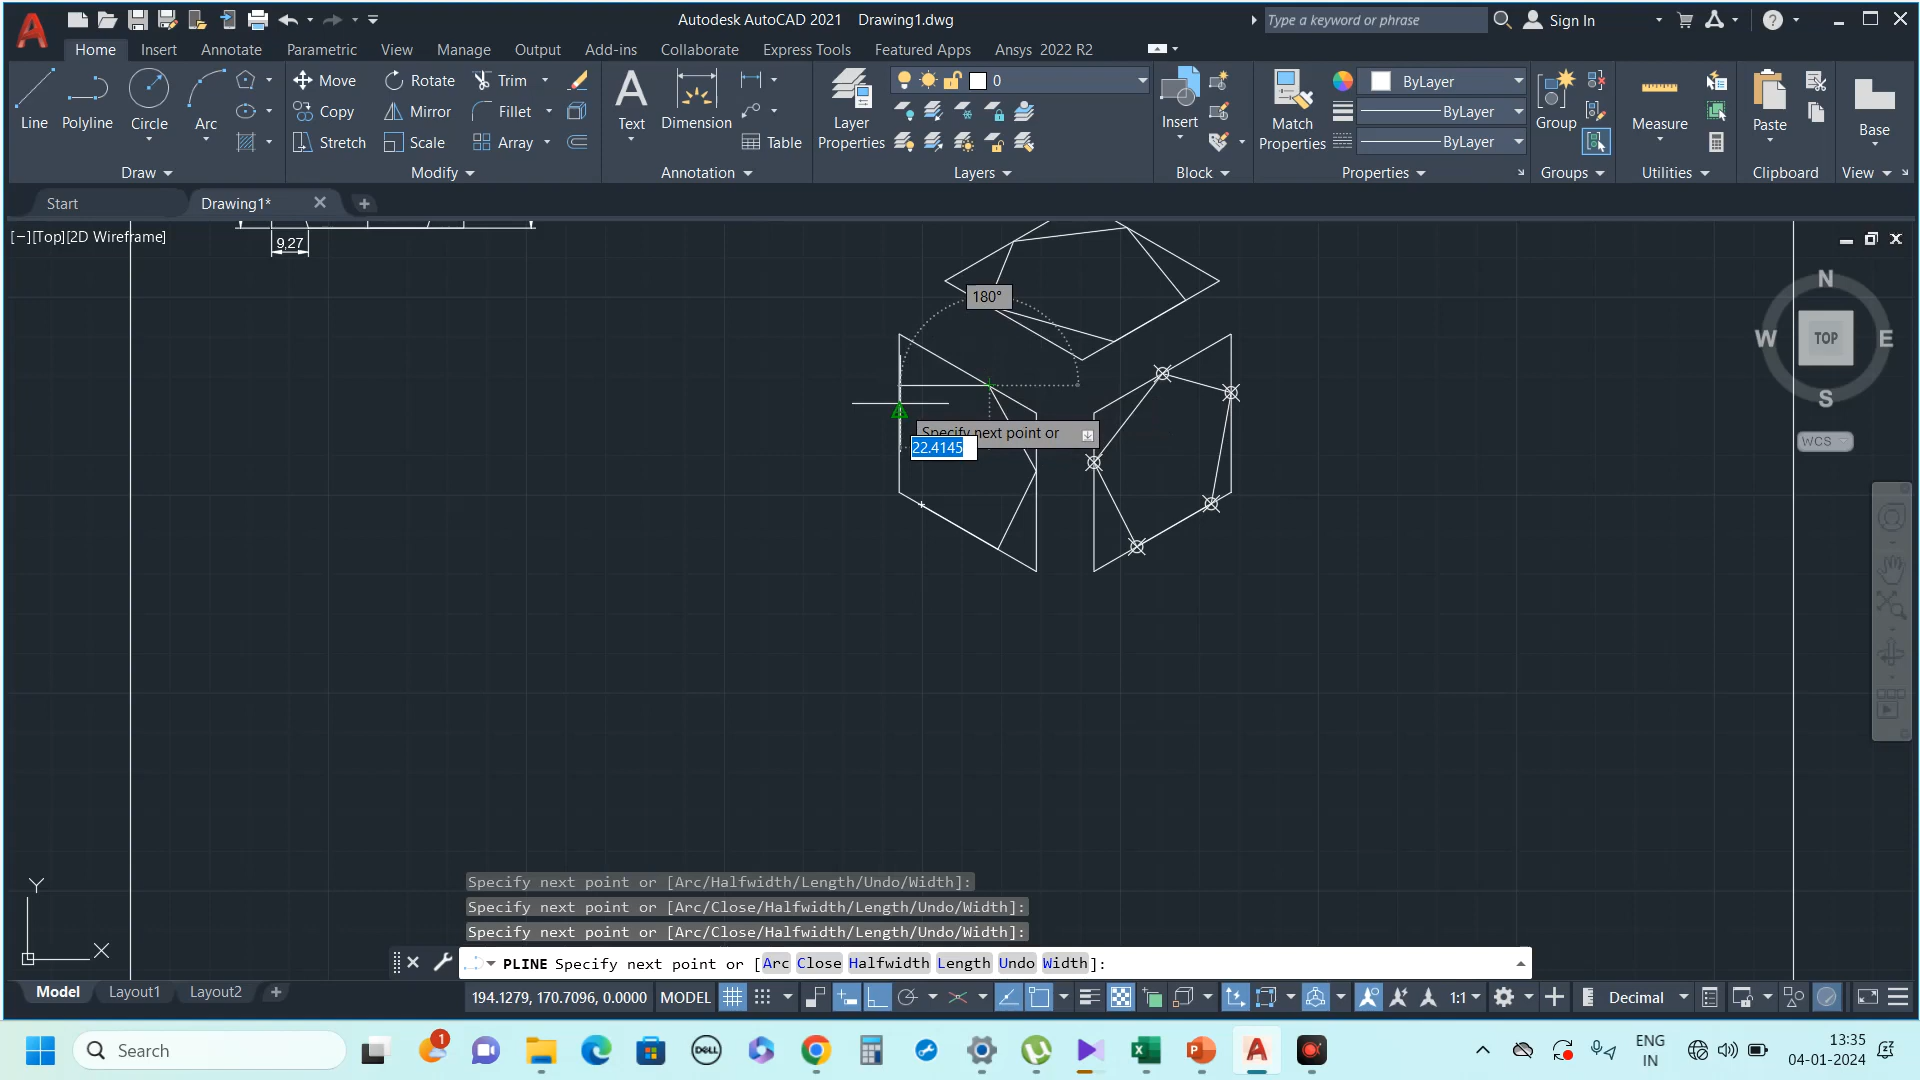 Autodesk AutoCAD 2021 Drawing1.dwg
Type a keyword or phrase
Sign In
Home Insert Annotate Parametric View Manage Output Add-ins Collaborate Express Tools Featured Apps Ansys 2022 R2
Line Polyline Circle Arc
Move Rotate Trim
Copy Mirror Fillet
Stretch Scale Array
Text Dimension Table
Layer Properties
0
Insert
Match Properties
ByLayer
ByLayer
ByLayer
Group
Measure
Paste
Base
Draw Modify Annotation Layers Block Properties Groups Utilities Clipboard View
Start Drawing1*
[−][Top][2D Wireframe]
9,27
180°
Specify next point or
22.4145
N
W TOP E
S
WCS
Y
X
Specify next point or [Arc/Halfwidth/Length/Undo/Width]:
Specify next point or [Arc/Close/Halfwidth/Length/Undo/Width]:
Specify next point or [Arc/Close/Halfwidth/Length/Undo/Width]:
PLINE Specify next point or [Arc Close Halfwidth Length Undo Width]:
Model Layout1 Layout2
194.1279, 170.7096, 0.0000 MODEL 1:1 Decimal
Search
1
DELL
ENG
IN
13:35
04-01-2024